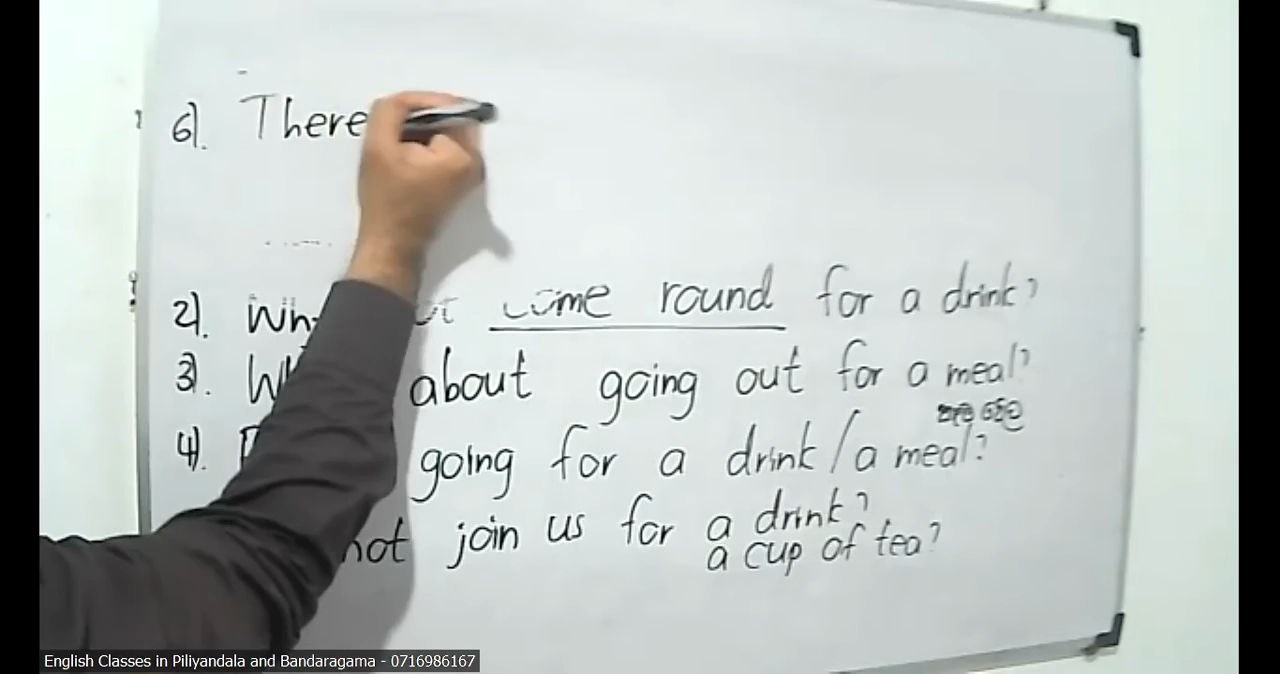 6). There
2). come round for a drink?
3). about going out for a meal?
4). going for a drink/a meal?
not join us for a drink?
a cup of tea?
English Classes in Piliyandala and Bandaragama - 0716986167